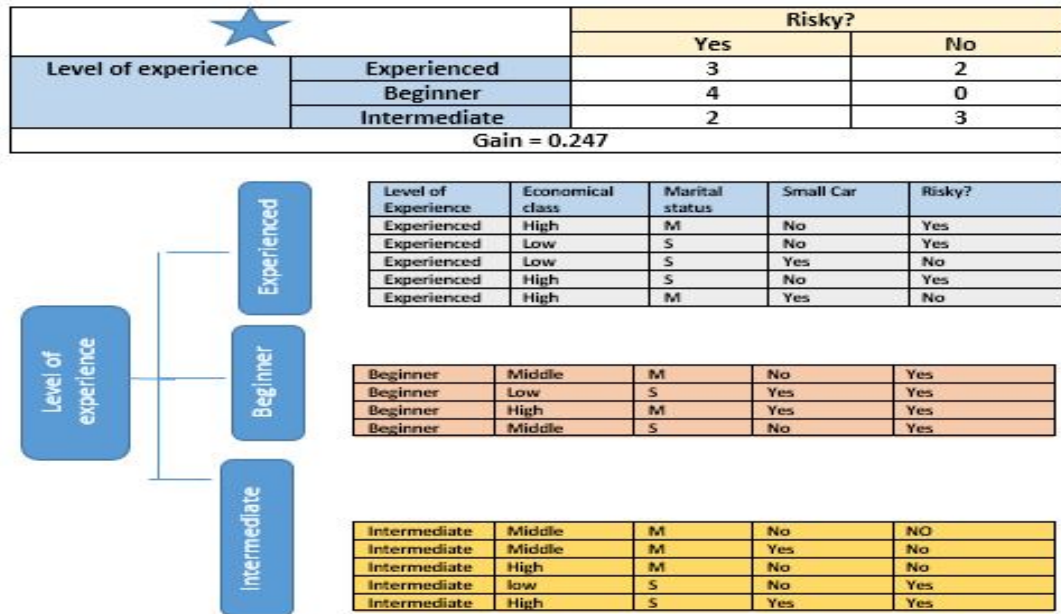 Risky?
Yes No
Level of experience Experienced 3 2
Beginner 4 0
Intermediate 2 3
Gain = 0.247
Level of experience
Experienced
Beginner
Intermediate
Level of Experience Economical class Marital status Small Car Risky?
Experienced High M No Yes
Experienced Low S No Yes
Experienced Low S Yes No
Experienced High S No Yes
Experienced High M Yes No
Beginner Middle M No Yes
Beginner Low S Yes Yes
Beginner High M Yes Yes
Beginner Middle S No Yes
Intermediate Middle M No NO
Intermediate Middle M Yes No
Intermediate High M No No
Intermediate low S No Yes
Intermediate High S Yes Yes